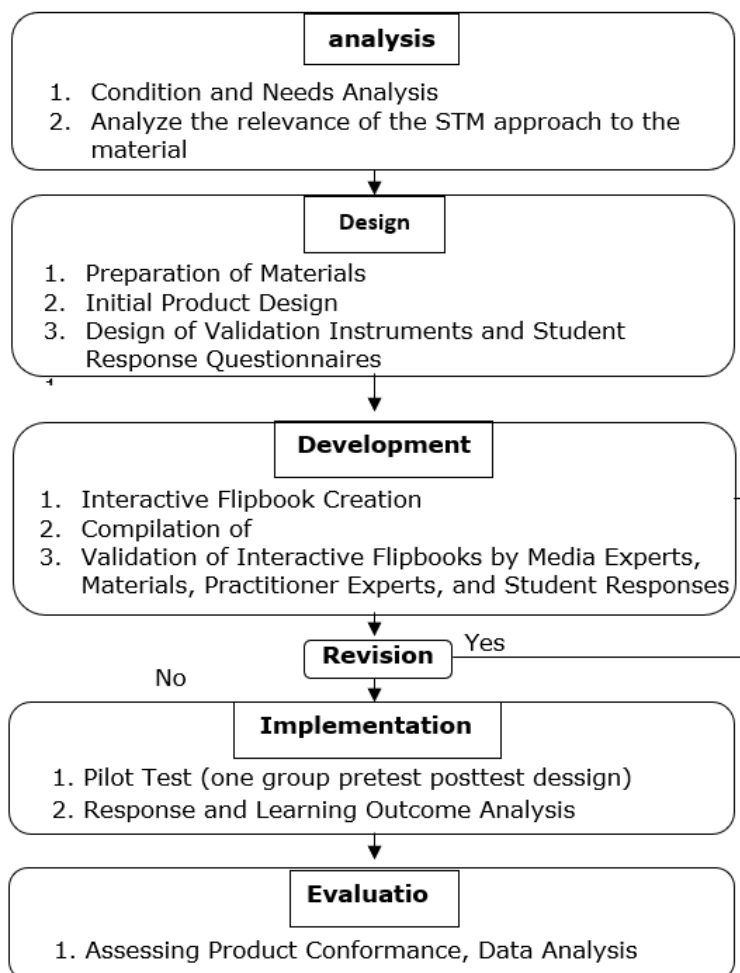 analysis
1. Condition and Needs Analysis
2. Analyze the relevance of the STM approach to the
material
Design
1. Preparation of Materials
2. Initial Product Design
3. Design of Validation Instruments and Student
Response Questionnaires
Development
1. Interactive Flipbook Creation
2. Compilation of
3. Validation of Interactive Flipbooks by Media Experts,
Materials, Practitioner Experts, and Student Responses
Revision
Yes
No
Implementation
1. Pilot Test (one group pretest posttest dessign)
2. Response and Learning Outcome Analysis
Evaluatio
1. Assessing Product Conformance, Data Analysis